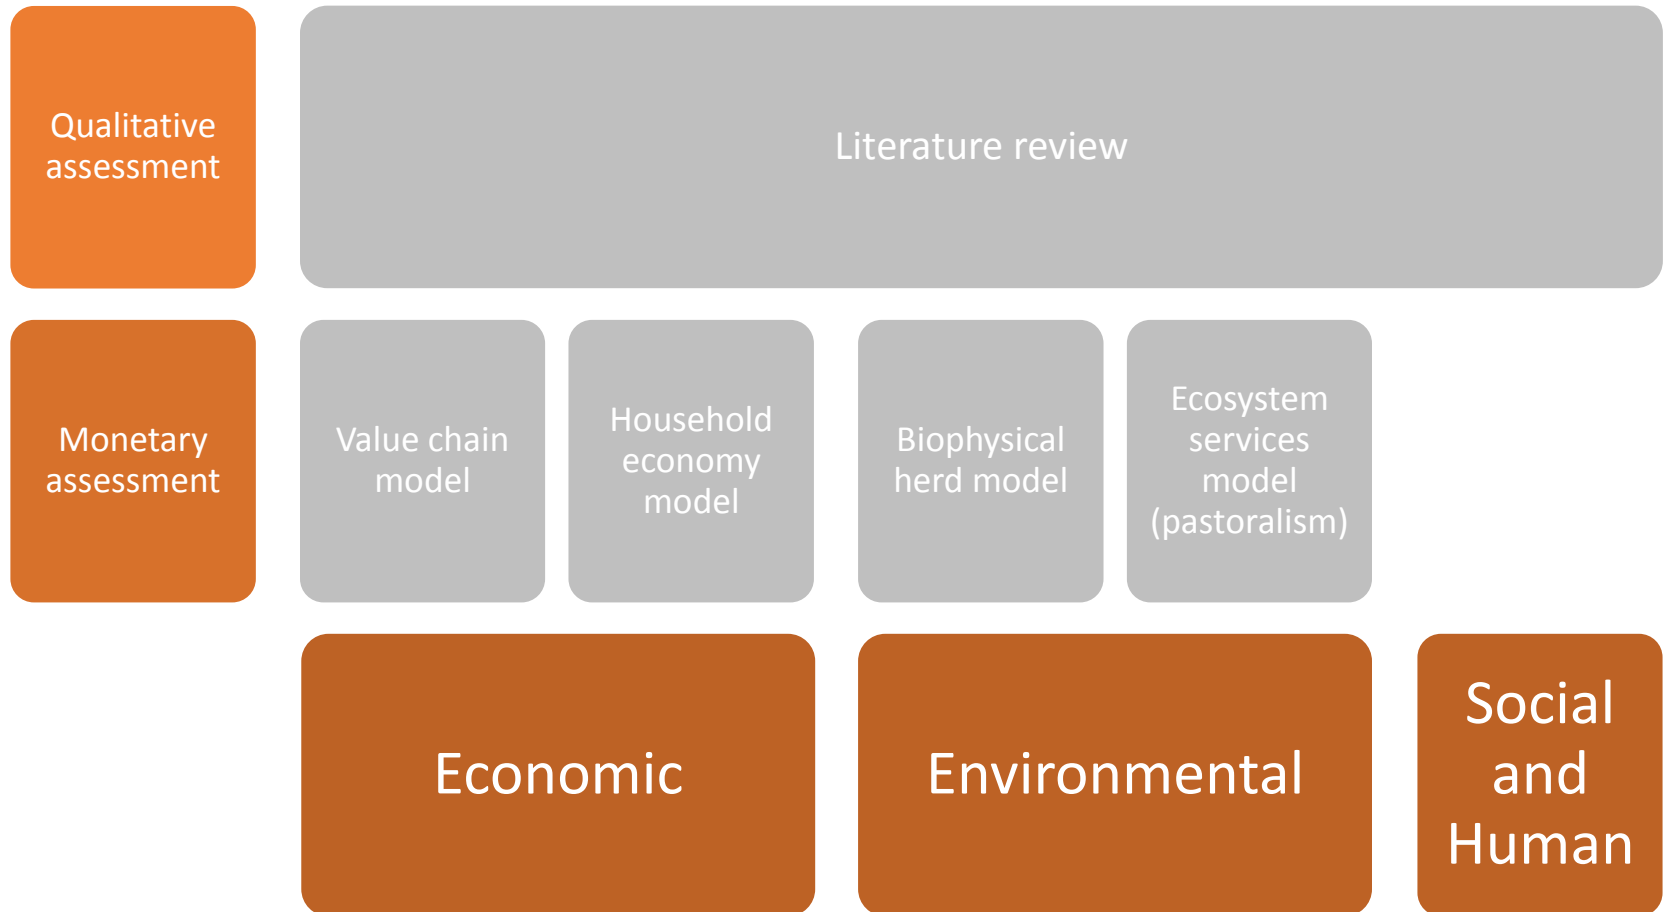 Qualitative
assessment
Literature review
Monetary
assessment
Value chain
model
Household
economy
model
Biophysical
herd model
Ecosystem
services
model
(pastoralism)
Economic
Environmental
Social
and
Human